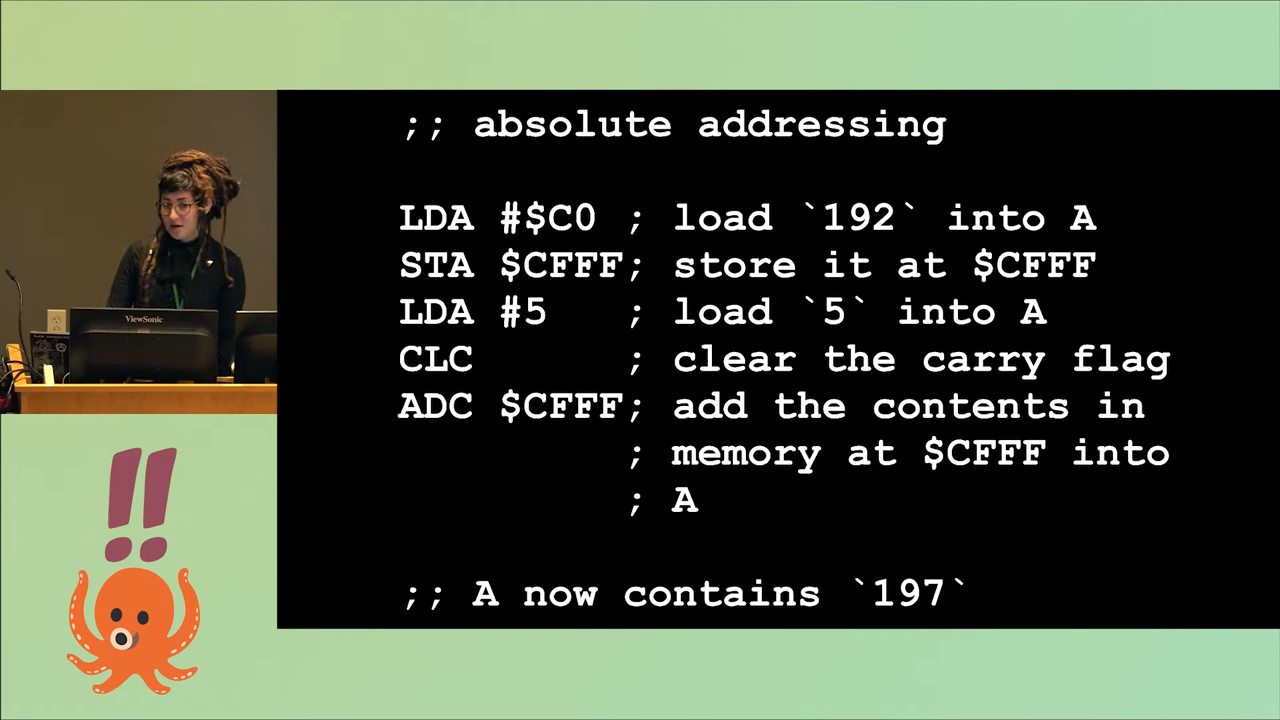 ;; absolute addressing
LDA #$C0 ; load `192` into A
STA $CFFF; store it at $CFFF
LDA #5   ; load `5` into A
CLC      ; clear the carry flag
ADC $CFFF; add the contents in
         ; memory at $CFFF into
         ; A
;; A now contains `197`
ViewSonic
!!